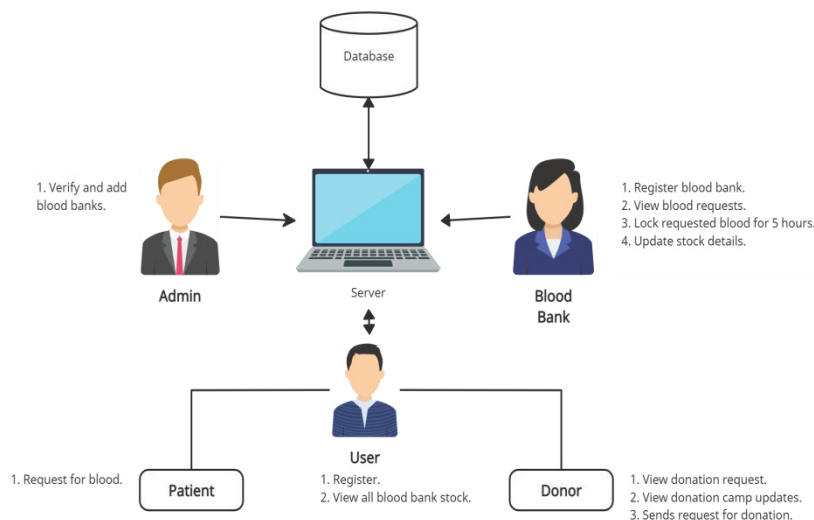 Database
1. Verify and add
blood banks.
Admin
Server
1. Register blood bank.
2. View blood requests.
3. Lock requested blood for 5 hours.
4. Update stock details.
Blood
Bank
User
1. Register.
2. View all blood bank stock.
1. Request for blood.
Patient
Donor
1. View donation request.
2. View donation camp updates.
3. Sends request for donation.